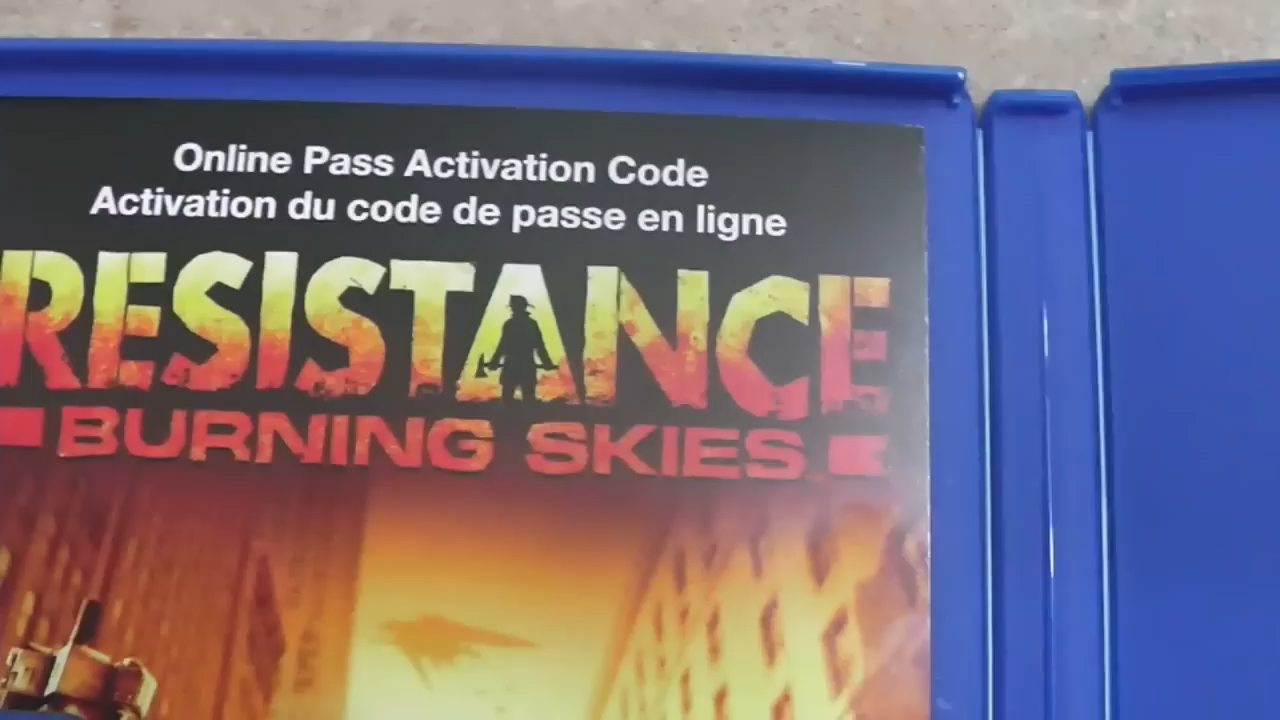 Online Pass Activation Code
Activation du code de passe en ligne
RESISTANCE
BURNING SKIES